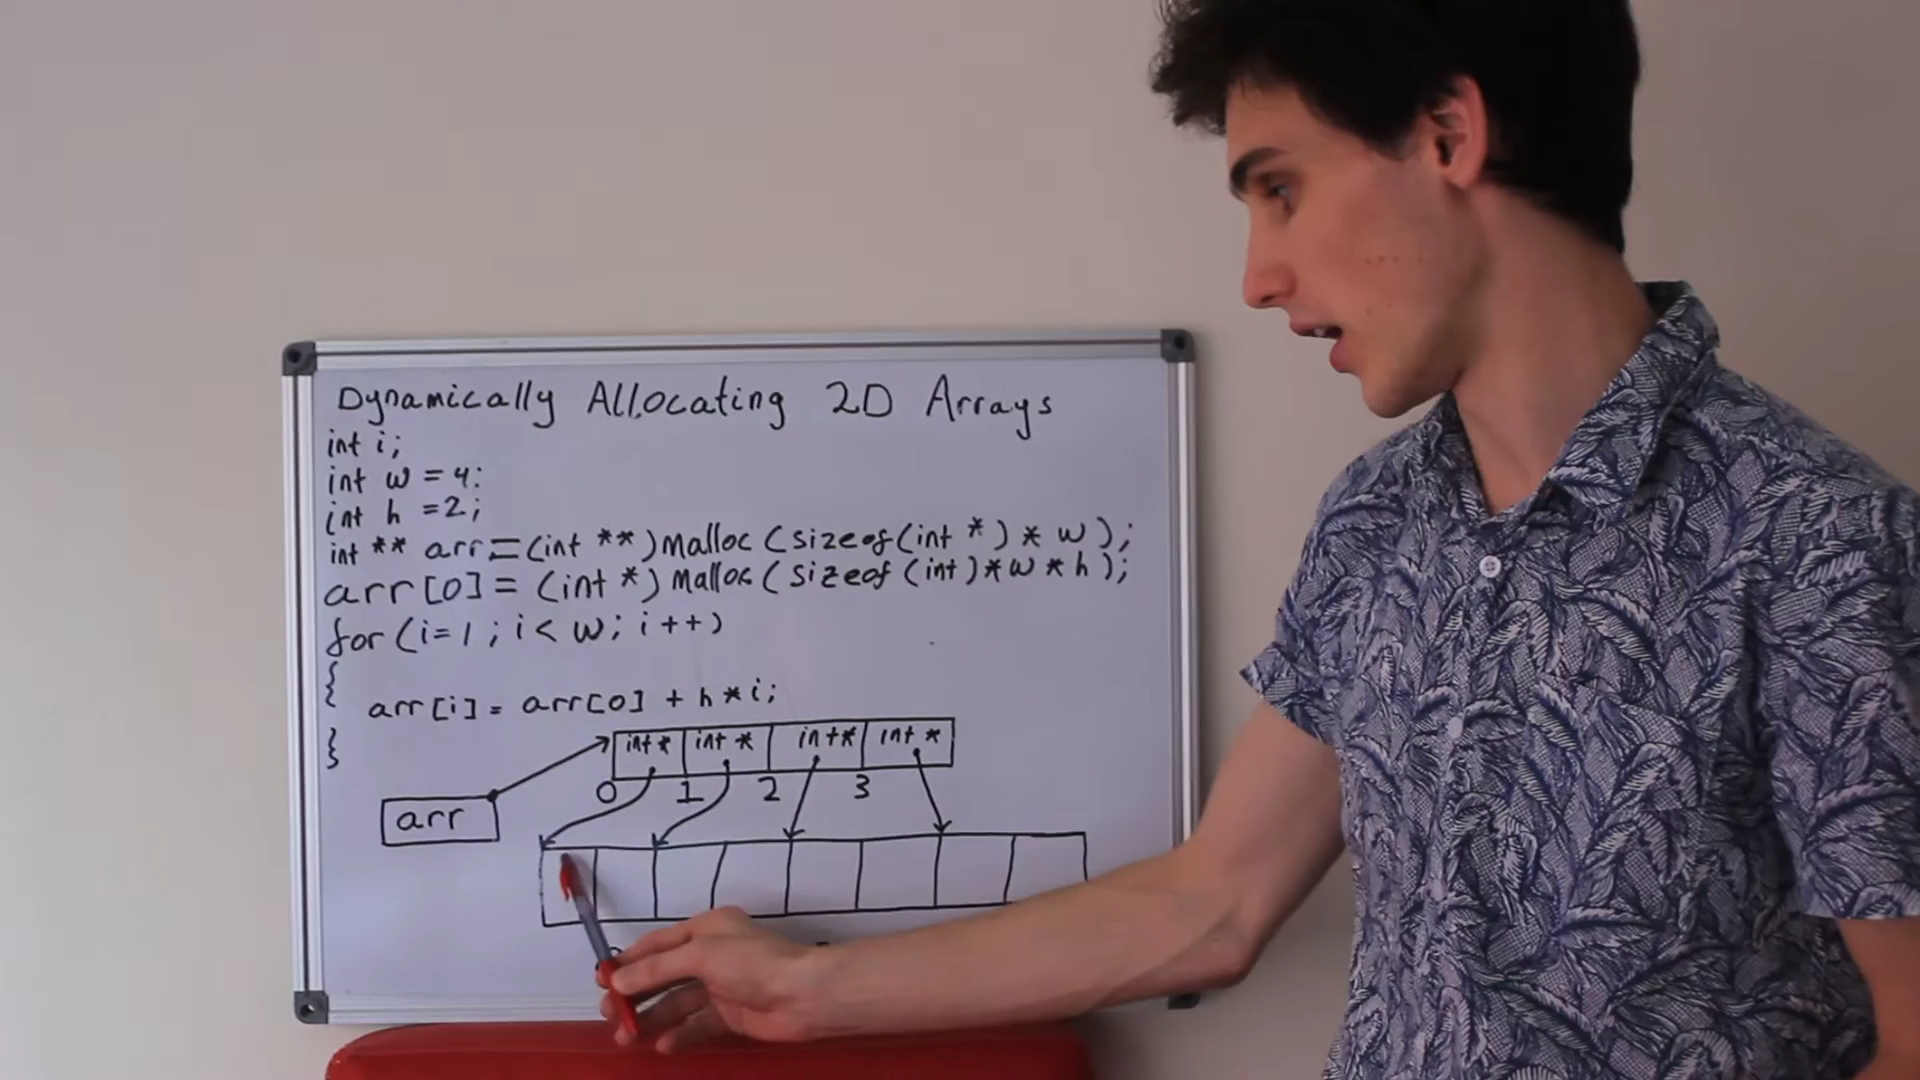 Dynamically Allocating 2D Arrays
int i;
int w = 4:
int h = 2;
int ** arr = (int **) malloc (sizeof(int *) * w );
arr[0] = (int *) malloc (sizeof (int)*w*h );
for (i=1; i< w; i++)
{
arr[i] = arr[0] + h*i;
}
int * int * int* int *
0 1 2 3
arr